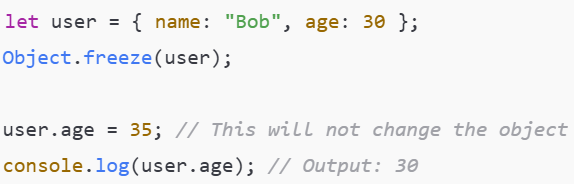 let user = { name: "Bob", age: 30 };
Object.freeze(user);
user.age = 35; // This will not change the object
console.log(user.age); // Output: 30